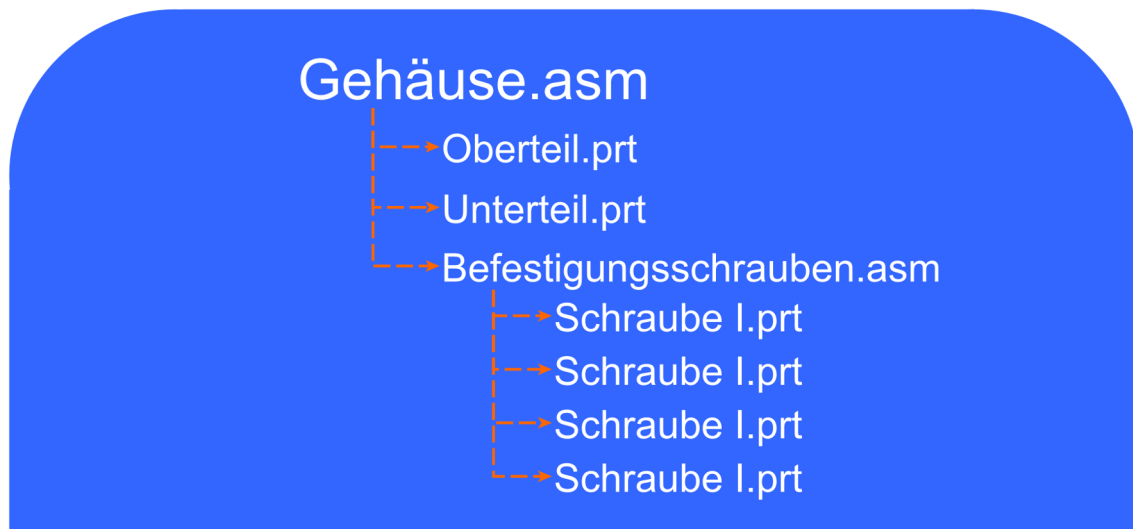 Gehäuse.asm
Oberteil.prt
Unterteil.prt
Befestigungsschrauben.asm
Schraube I.prt
Schraube I.prt
Schraube I.prt
Schraube I.prt